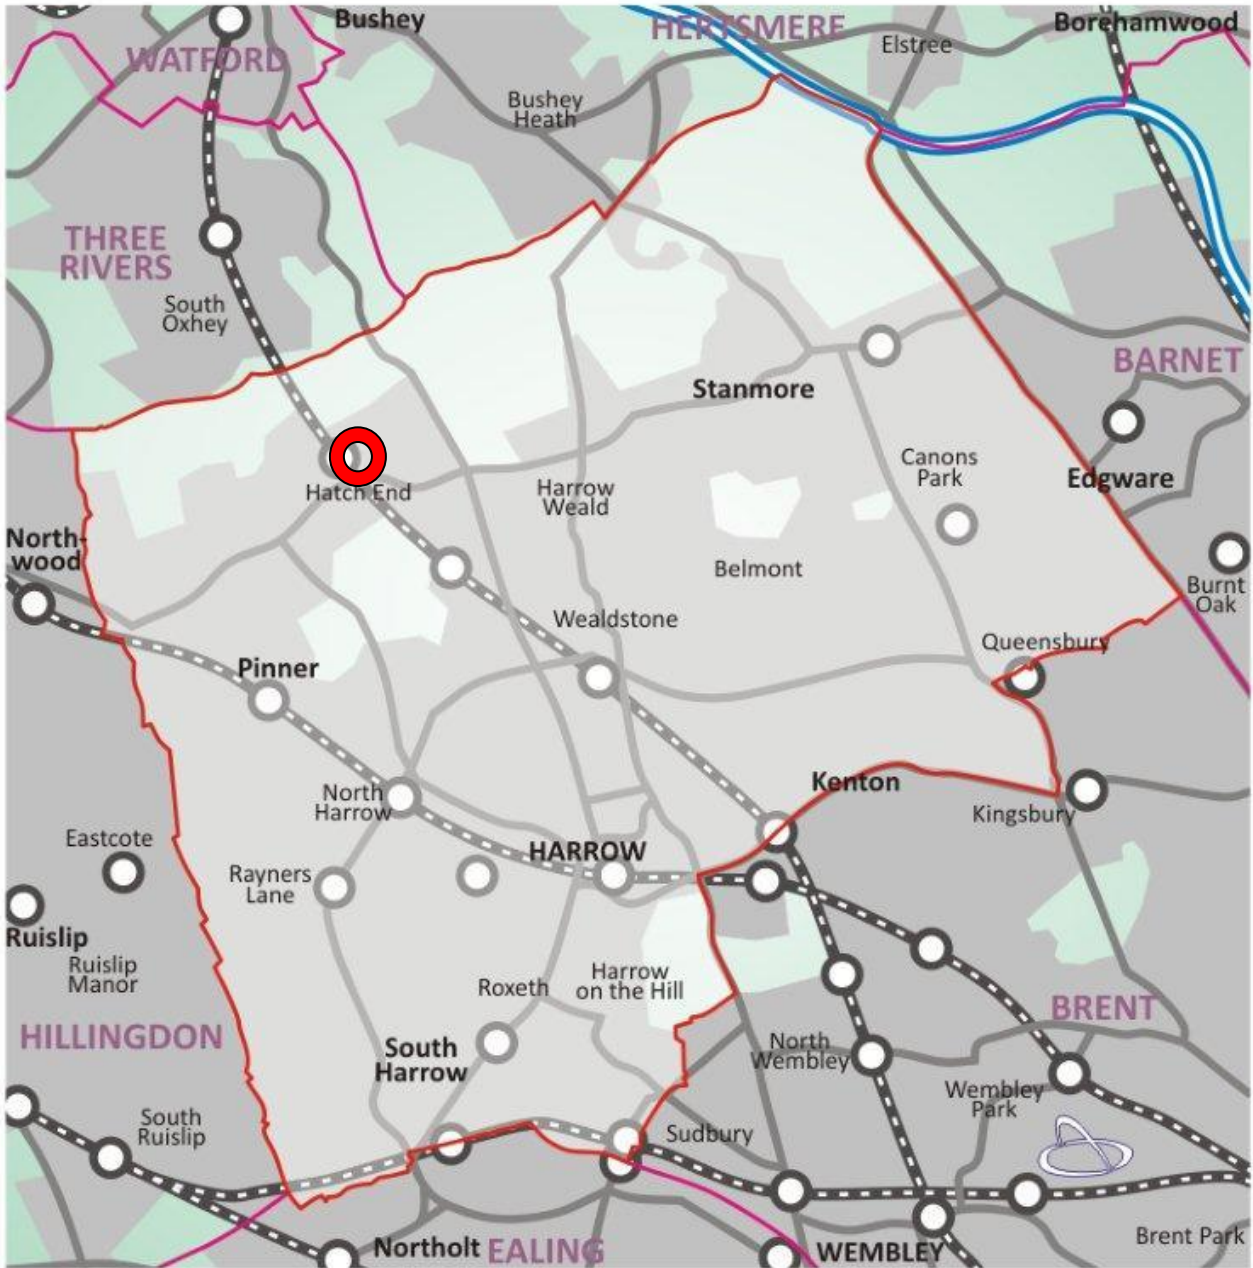 Bushey
HERTSMERE
Borehamwood
WATFORD
Elstree
Bushey
Heath
THREE
RIVERS
South
Oxhey
BARNET
Stanmore
Canons
Park
Edgware
Hatch End
Harrow
Weald
North-
wood
Belmont
Burnt
Oak
Wealdstone
Queensbury
Pinner
Kenton
North
Harrow
Kingsbury
Eastcote
HARROW
Rayners
Lane
Ruislip
Ruislip
Manor
Roxeth
Harrow
on the Hill
HILLINGDON
BRENT
South
Harrow
North
Wembley
Wembley
Park
South
Ruislip
Sudbury
Northolt
EALING
WEMBLEY
Brent Park